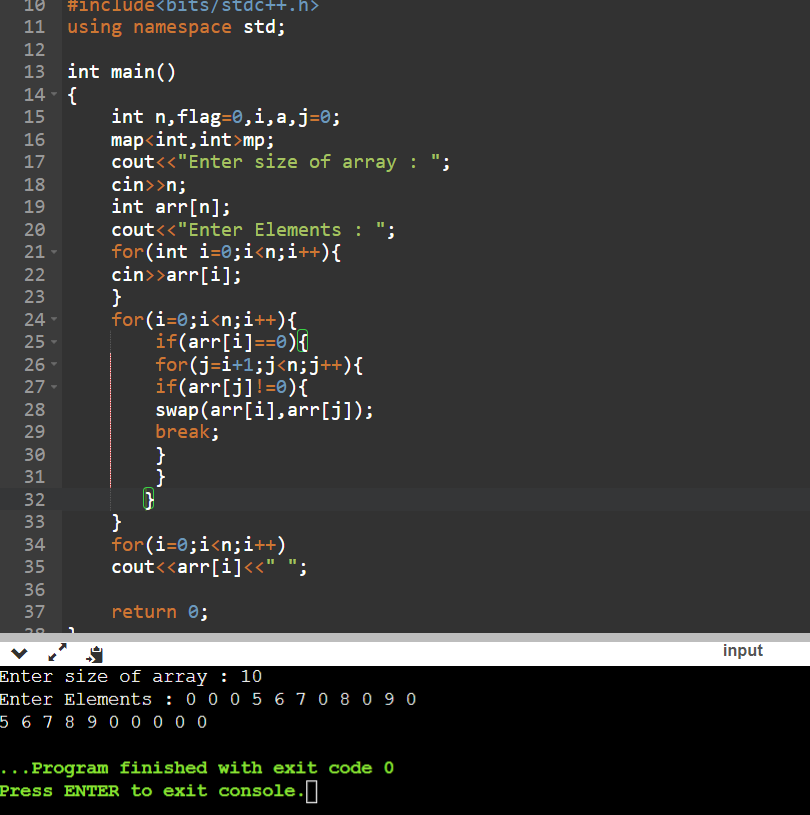 10 #include<bits/stdc++.h>
11 using namespace std;
12
13 int main()
14 {
15     int n,flag=0,i,a,j=0;
16     map<int,int>mp;
17     cout<<"Enter size of array : ";
18     cin>>n;
19     int arr[n];
20     cout<<"Enter Elements : ";
21     for(int i=0;i<n;i++){
22     cin>>arr[i];
23     }
24     for(i=0;i<n;i++){
25         if(arr[i]==0){
26         for(j=i+1;j<n;j++){
27         if(arr[j]!=0){
28         swap(arr[i],arr[j]);
29         break;
30         }
31         }
32        }
33     }
34     for(i=0;i<n;i++)
35     cout<<arr[i]<<" ";
36
37     return 0;
38 }
input
Enter size of array : 10
Enter Elements : 0 0 0 5 6 7 0 8 0 9 0
5 6 7 8 9 0 0 0 0 0
...Program finished with exit code 0
Press ENTER to exit console.